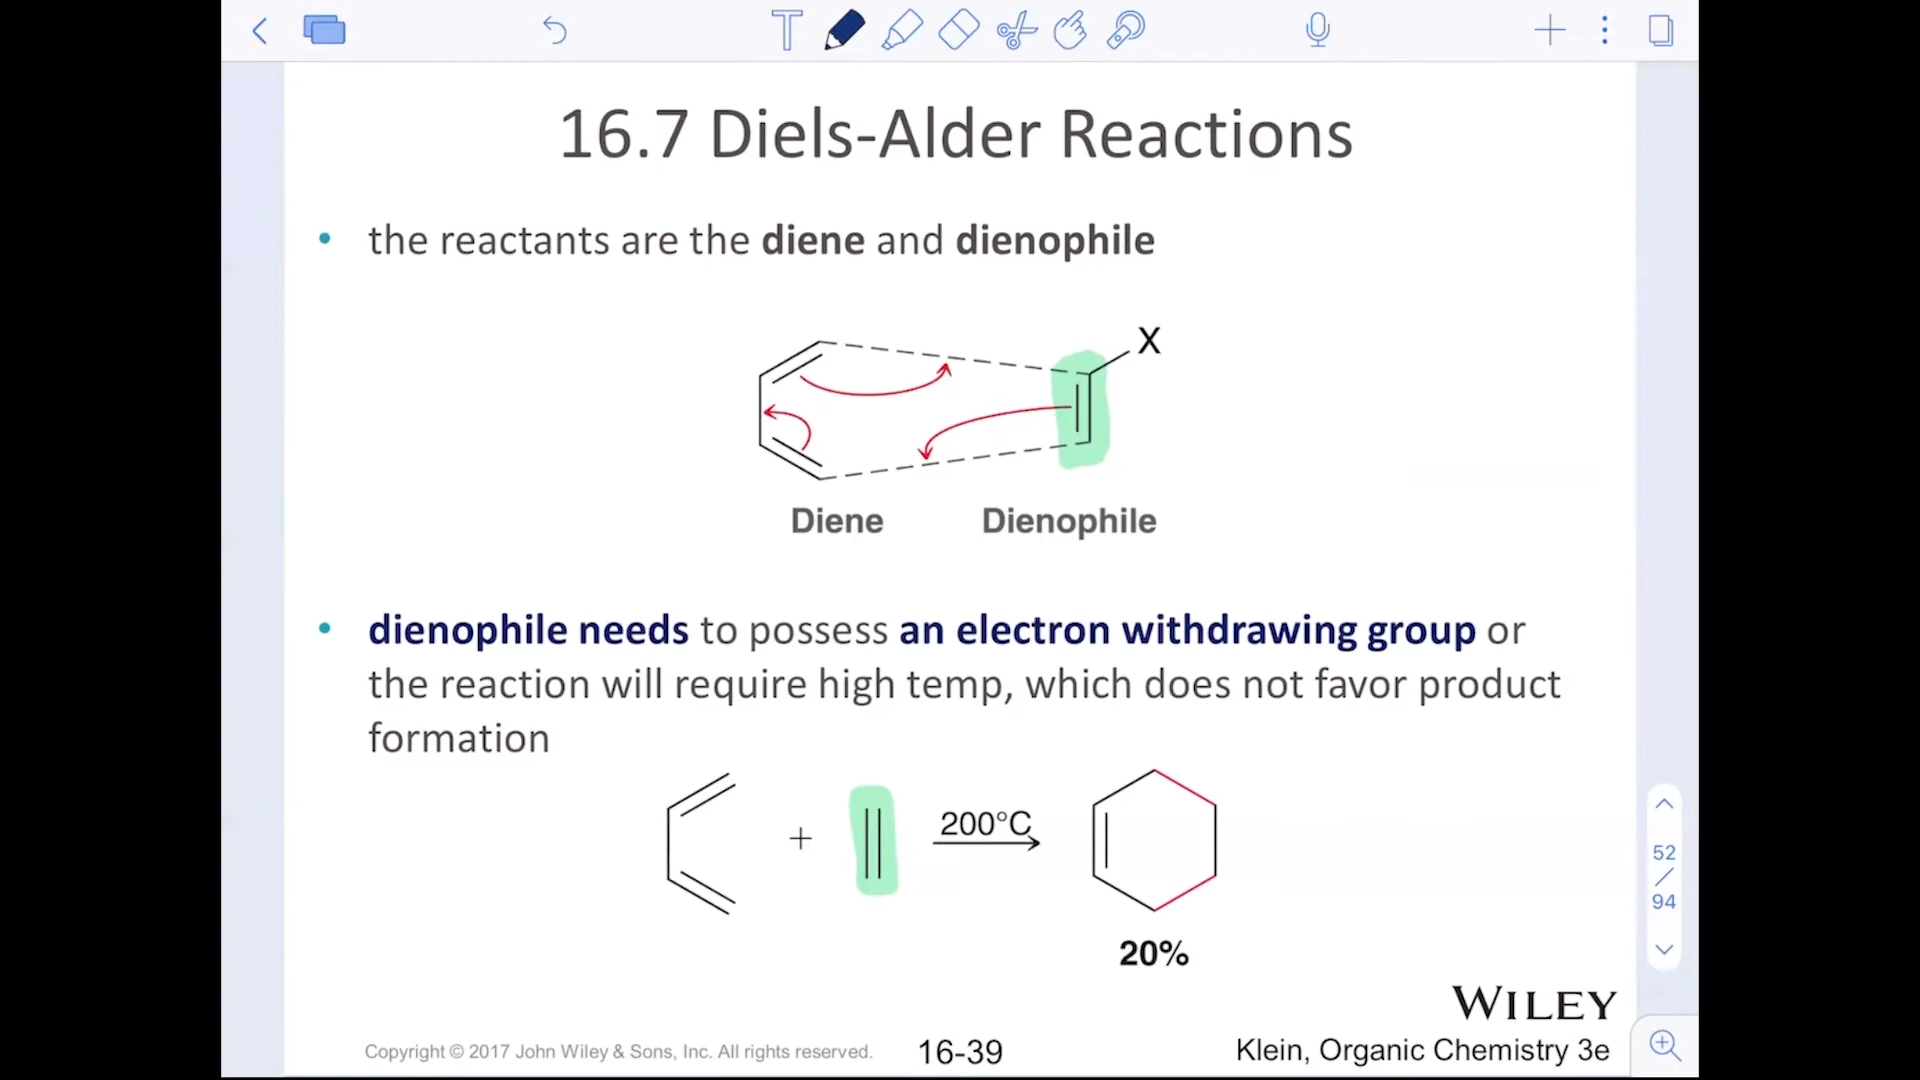 16.7 Diels-Alder Reactions
• the reactants are the diene and dienophile
X
Diene Dienophile
• dienophile needs to possess an electron withdrawing group or
the reaction will require high temp, which does not favor product
formation
+ 200°C
20%
52
/
94
WILEY
Copyright © 2017 John Wiley & Sons, Inc. All rights reserved. 16-39 Klein, Organic Chemistry 3e